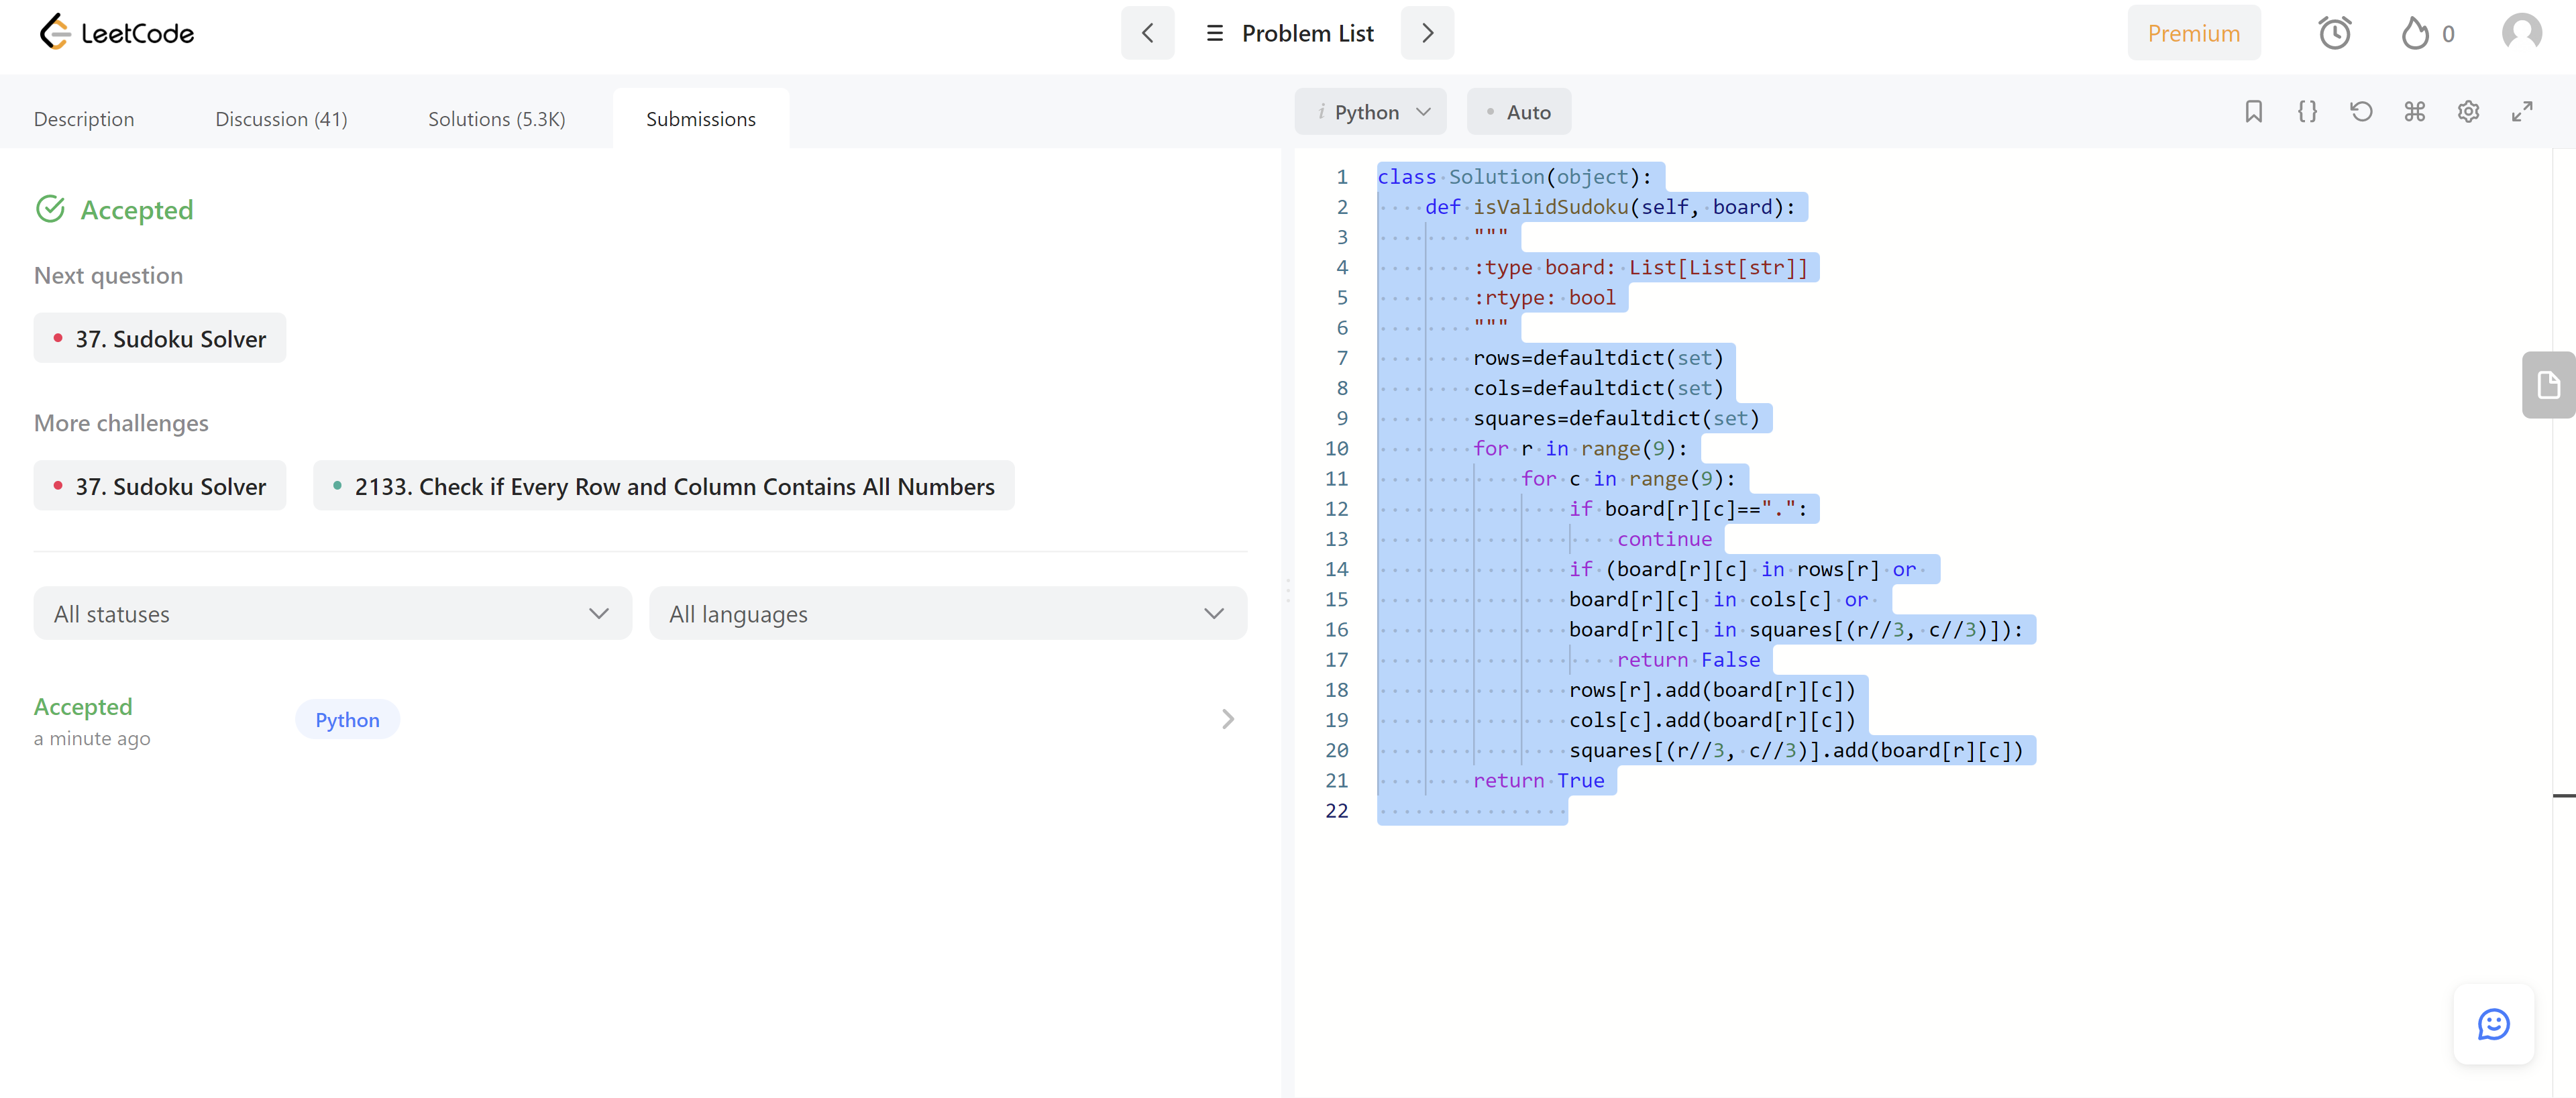 LeetCode
Problem List
Premium
0
Description
Discussion (41)
Solutions (5.3K)
Submissions
i Python
Auto
Accepted
Next question
37. Sudoku Solver
More challenges
37. Sudoku Solver
2133. Check if Every Row and Column Contains All Numbers
All statuses
All languages
Accepted
a minute ago
Python
1 class Solution(object):
2     def isValidSudoku(self, board):
3         """
4         :type board: List[List[str]]
5         :rtype: bool
6         """
7         rows=defaultdict(set)
8         cols=defaultdict(set)
9         squares=defaultdict(set)
10         for r in range(9):
11             for c in range(9):
12                 if board[r][c]==".":
13                     continue
14                 if (board[r][c] in rows[r] or
15                 board[r][c] in cols[c] or
16                 board[r][c] in squares[(r//3, c//3)]):
17                     return False
18                 rows[r].add(board[r][c])
19                 cols[c].add(board[r][c])
20                 squares[(r//3, c//3)].add(board[r][c])
21         return True
22